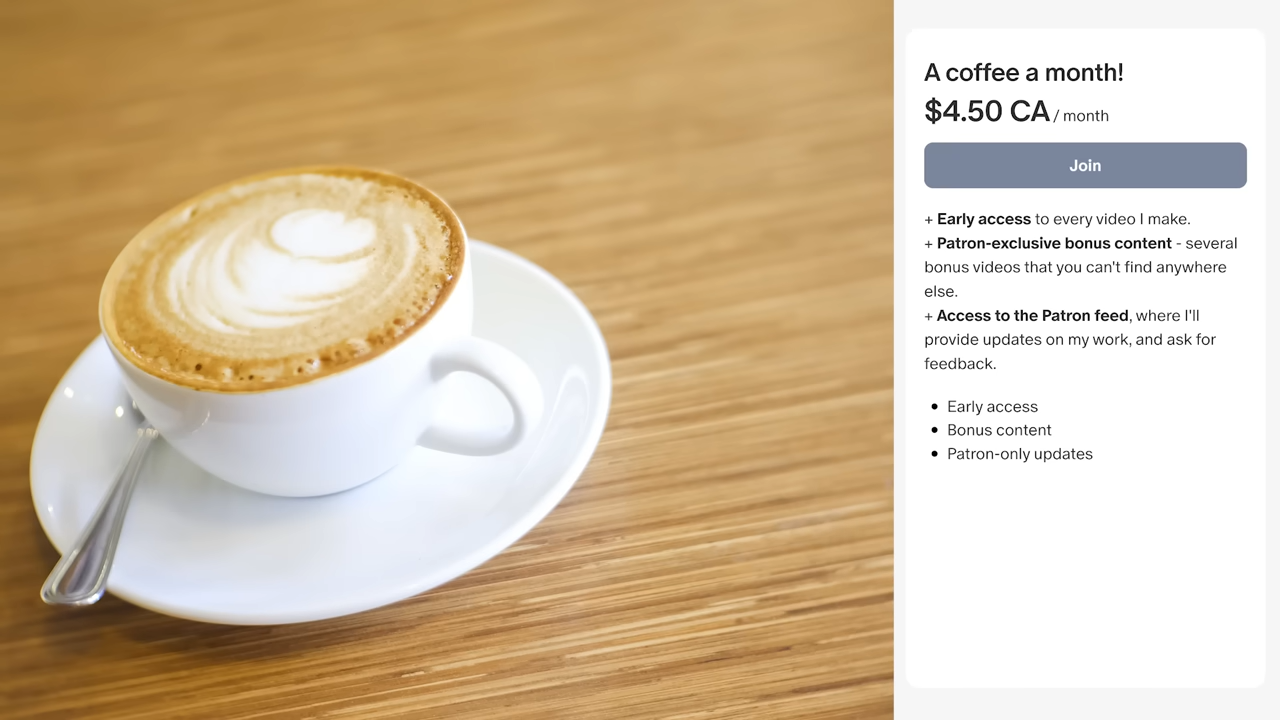 A coffee a month!
$4.50 CA / month
Join
+ Early access to every video I make.
+ Patron-exclusive bonus content - several
bonus videos that you can't find anywhere
else.
+ Access to the Patron feed, where I'll
provide updates on my work, and ask for
feedback.
• Early access
• Bonus content
• Patron-only updates